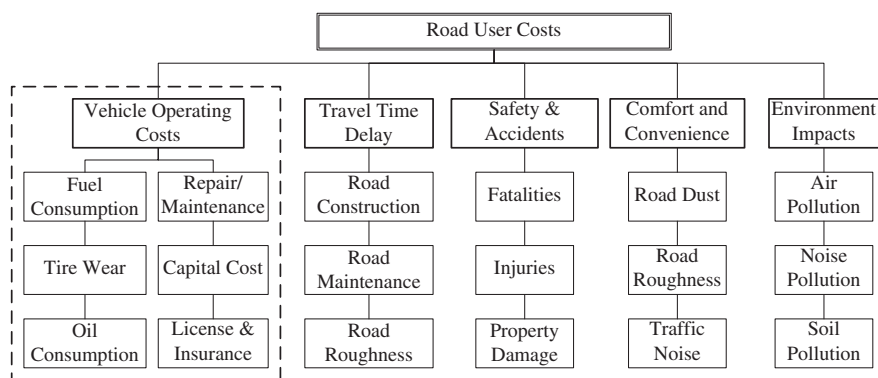 Road User Costs
Vehicle Operating
Costs
Travel Time
Delay
Safety &
Accidents
Comfort and
Convenience
Environment
Impacts
Fuel
Consumption
Repair/
Maintenance
Road
Construction
Fatalities
Road Dust
Air
Pollution
Tire Wear
Capital Cost
Road
Maintenance
Injuries
Road
Roughness
Noise
Pollution
Oil
Consumption
License &
Insurance
Road
Roughness
Property
Damage
Traffic
Noise
Soil
Pollution